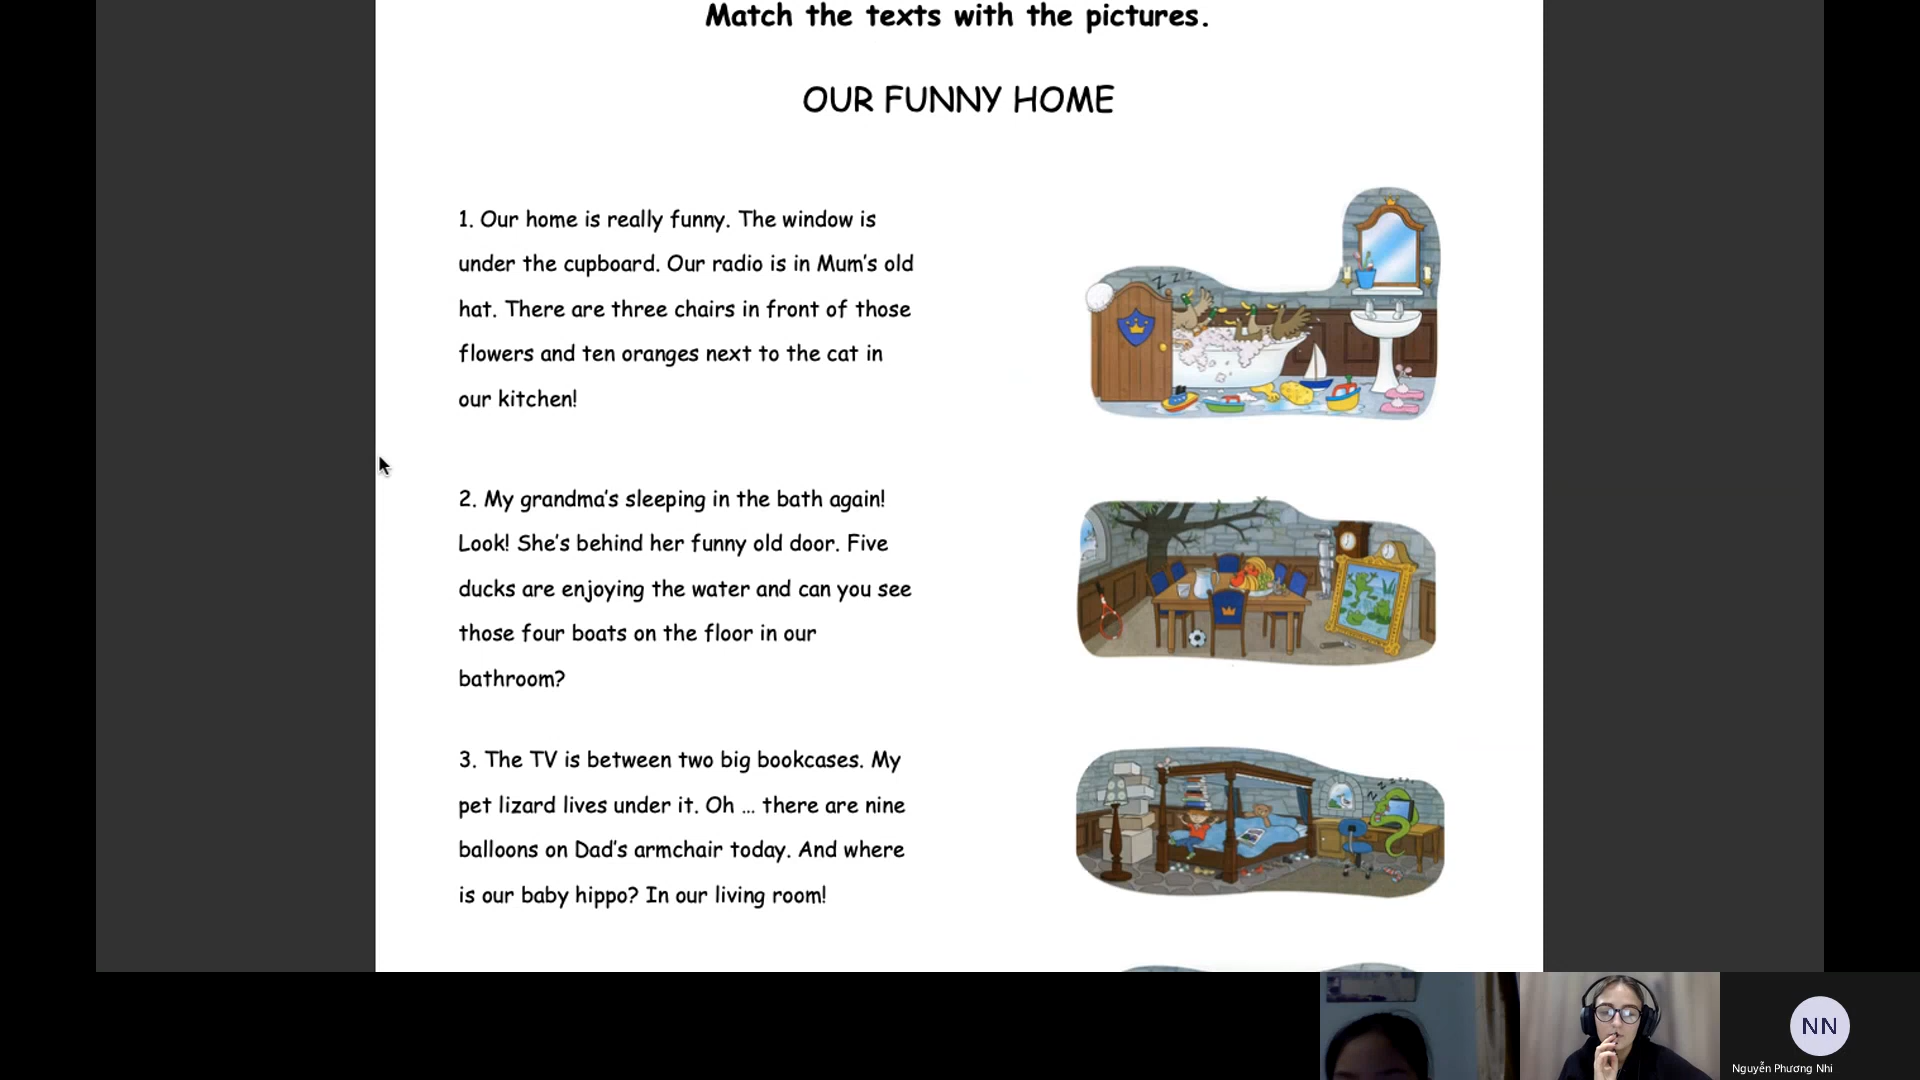 Match the texts with the pictures.
OUR FUNNY HOME
1. Our home is really funny. The window is
under the cupboard. Our radio is in Mum's old
hat. There are three chairs in front of those
flowers and ten oranges next to the cat in
our kitchen!
2. My grandma's sleeping in the bath again!
Look! She's behind her funny old door. Five
ducks are enjoying the water and can you see
those four boats on the floor in our
bathroom?
3. The TV is between two big bookcases. My
pet lizard lives under it. Oh ... there are nine
balloons on Dad's armchair today. And where
is our baby hippo? In our living room!
Z Z Z
NN
Nguyễn Phương Nhi